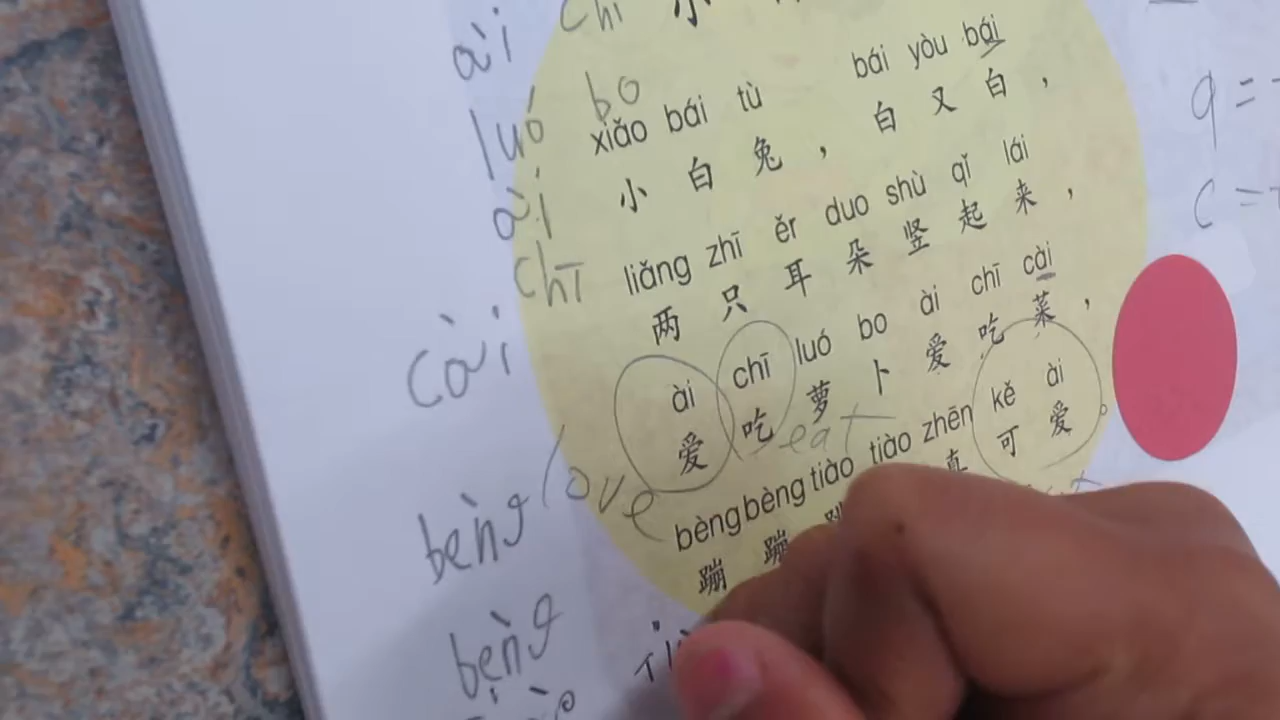 ài chī 小
bo
xiǎo bái tù bái yòu bái
小白兔， 白又白，
luó
ài
liǎng zhī ěr duo shù qǐ lái
两只耳朵竖起来，
chī
ài chī luó bo ài chī cài
爱吃萝卜爱吃菜，
cài
love
eat
bèng bèng tiào tiào zhēn kě ài
蹦蹦跳 真可爱。
bèng
bèng
q =
c =